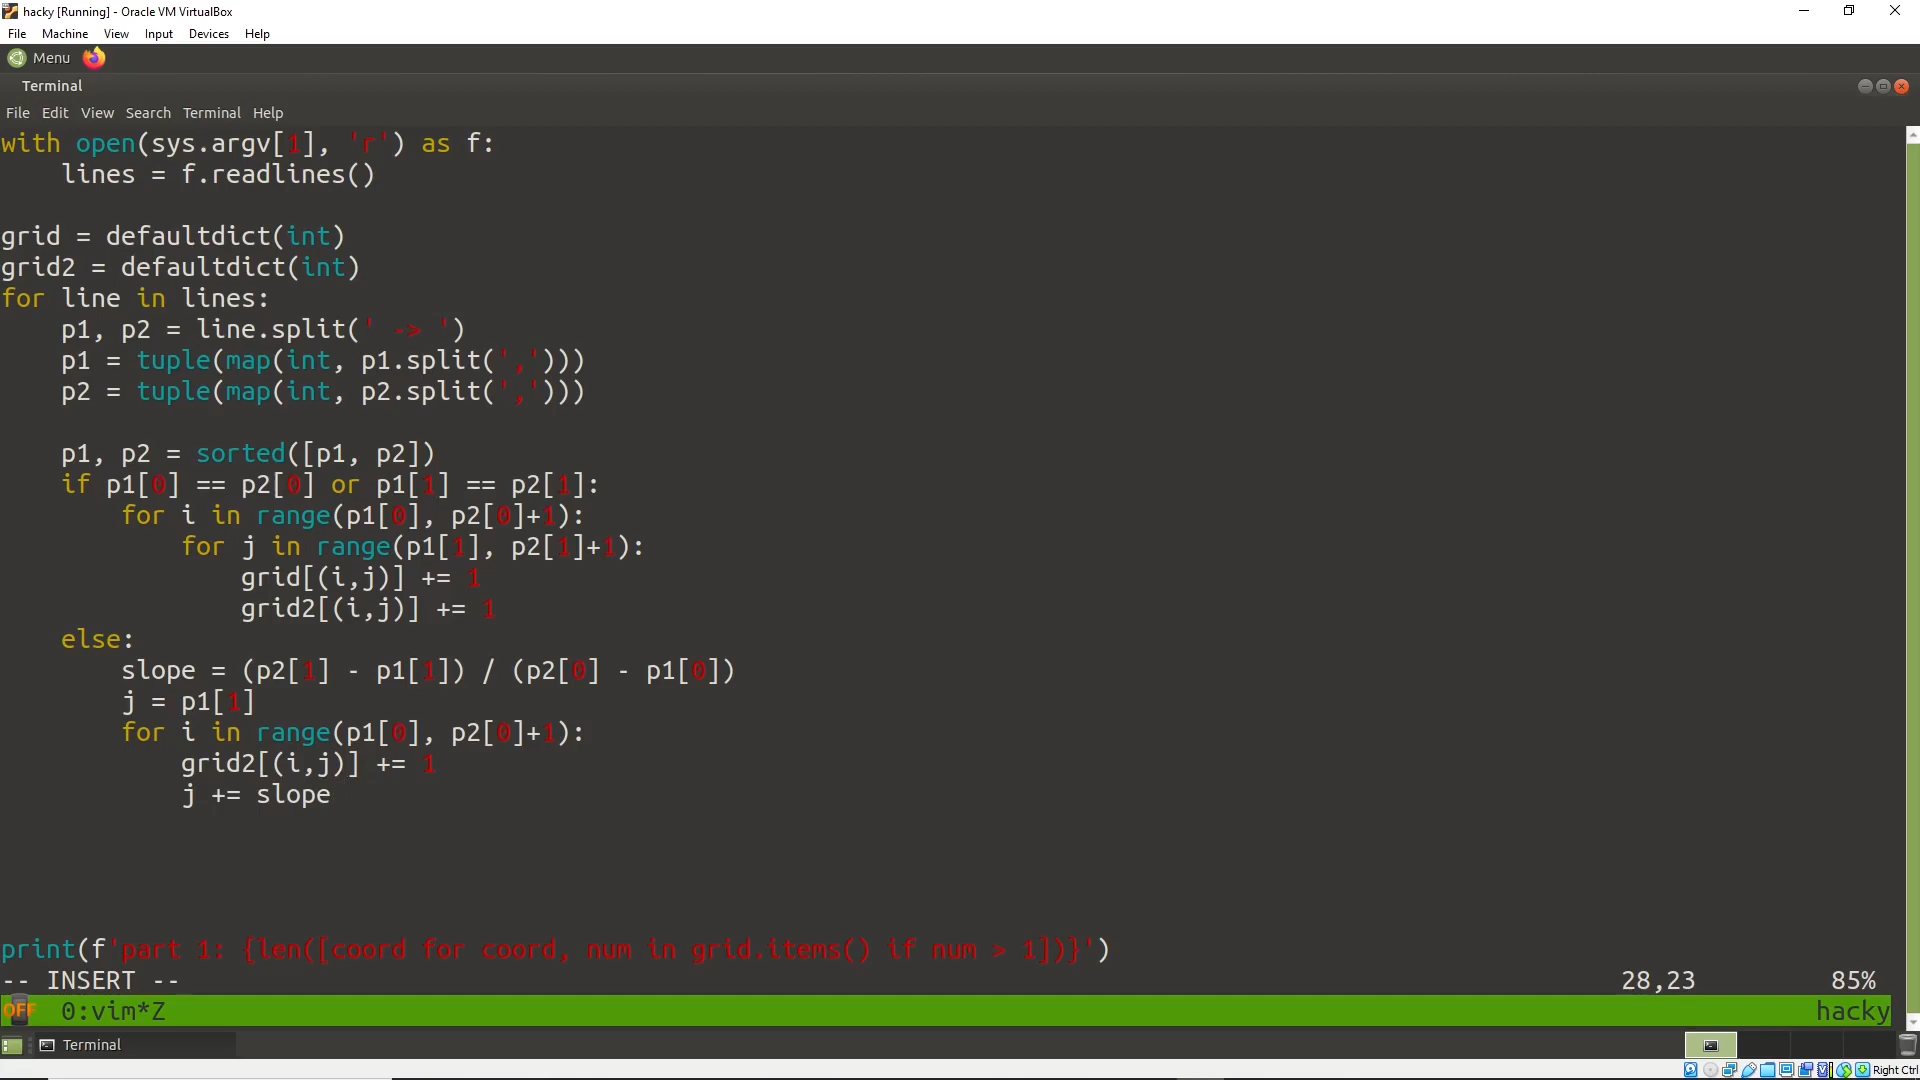 hacky [Running] - Oracle VM VirtualBox
File Machine View Input Devices Help
Menu
Terminal
File Edit View Search Terminal Help
with open(sys.argv[1], 'r') as f:
    lines = f.readlines()
grid = defaultdict(int)
grid2 = defaultdict(int)
for line in lines:
    p1, p2 = line.split(' -> ')
    p1 = tuple(map(int, p1.split(',')))
    p2 = tuple(map(int, p2.split(',')))
    p1, p2 = sorted([p1, p2])
    if p1[0] == p2[0] or p1[1] == p2[1]:
        for i in range(p1[0], p2[0]+1):
            for j in range(p1[1], p2[1]+1):
                grid[(i,j)] += 1
                grid2[(i,j)] += 1
    else:
        slope = (p2[1] - p1[1]) / (p2[0] - p1[0])
        j = p1[1]
        for i in range(p1[0], p2[0]+1):
            grid2[(i,j)] += 1
            j += slope
print(f'part 1: {len([coord for coord, num in grid.items() if num > 1])}')
-- INSERT -- 28,23 85%
OFF 0:vim*Z hacky
Terminal
Right Ctrl